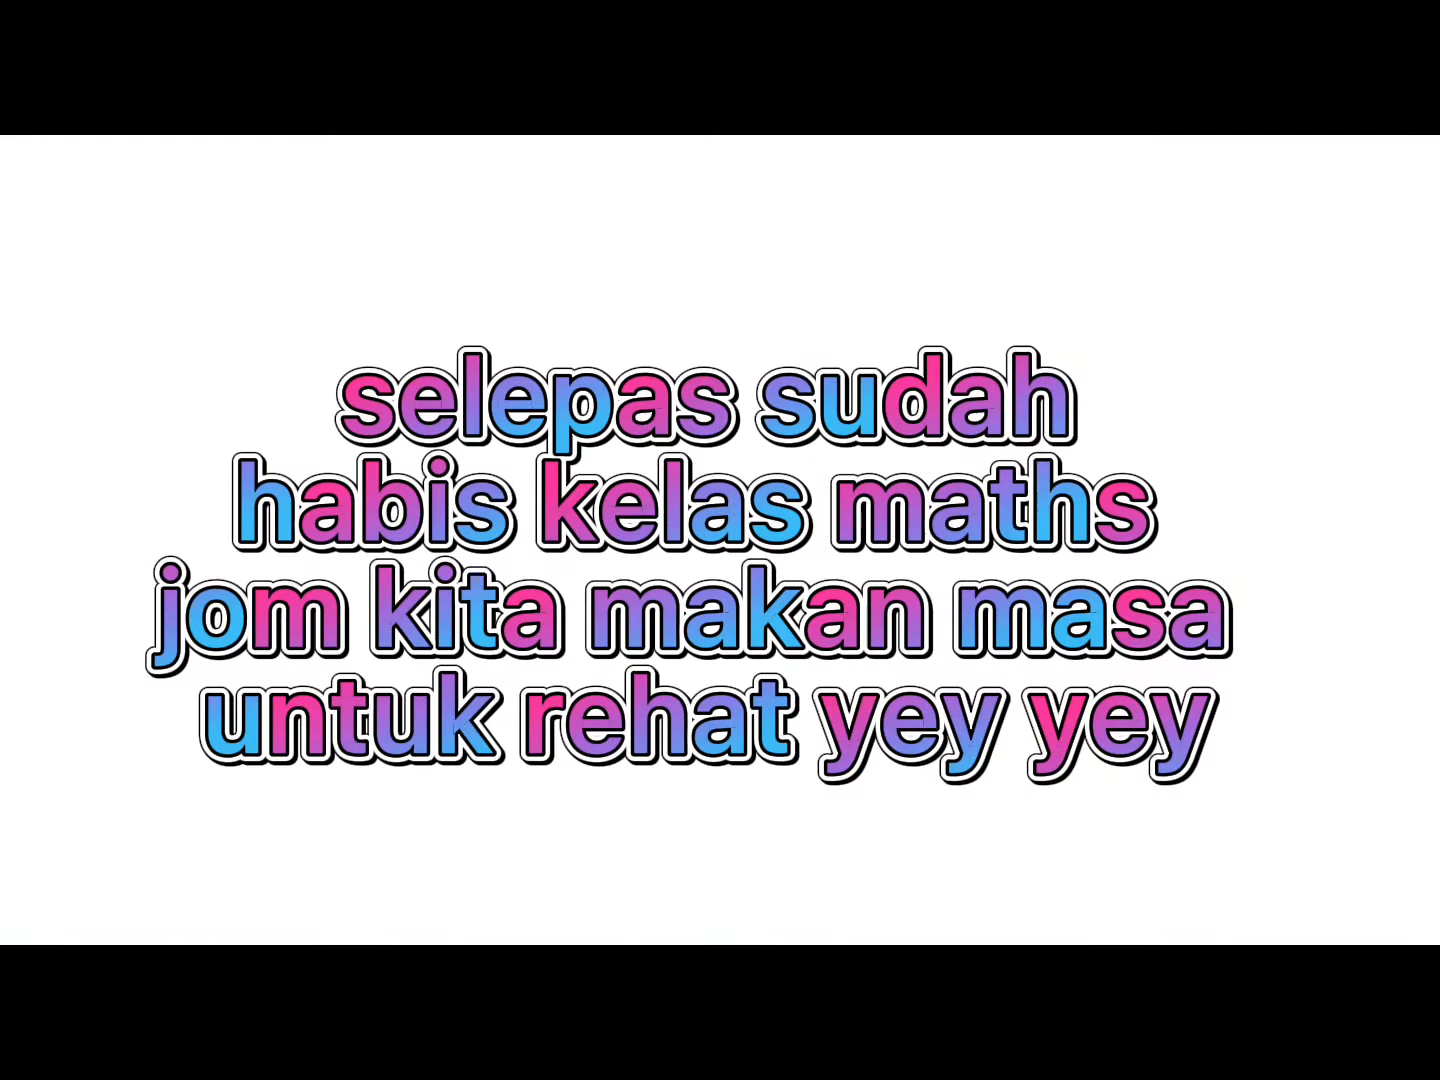 selepas sudah
habis kelas maths
jom kita makan masa
untuk rehat yey yey